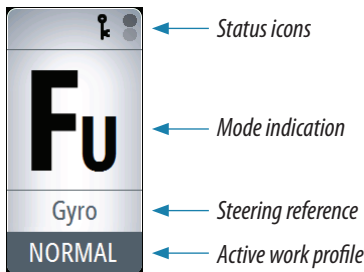 Status icons
Fu
Mode indication
Gyro
Steering reference
NORMAL
Active work profile